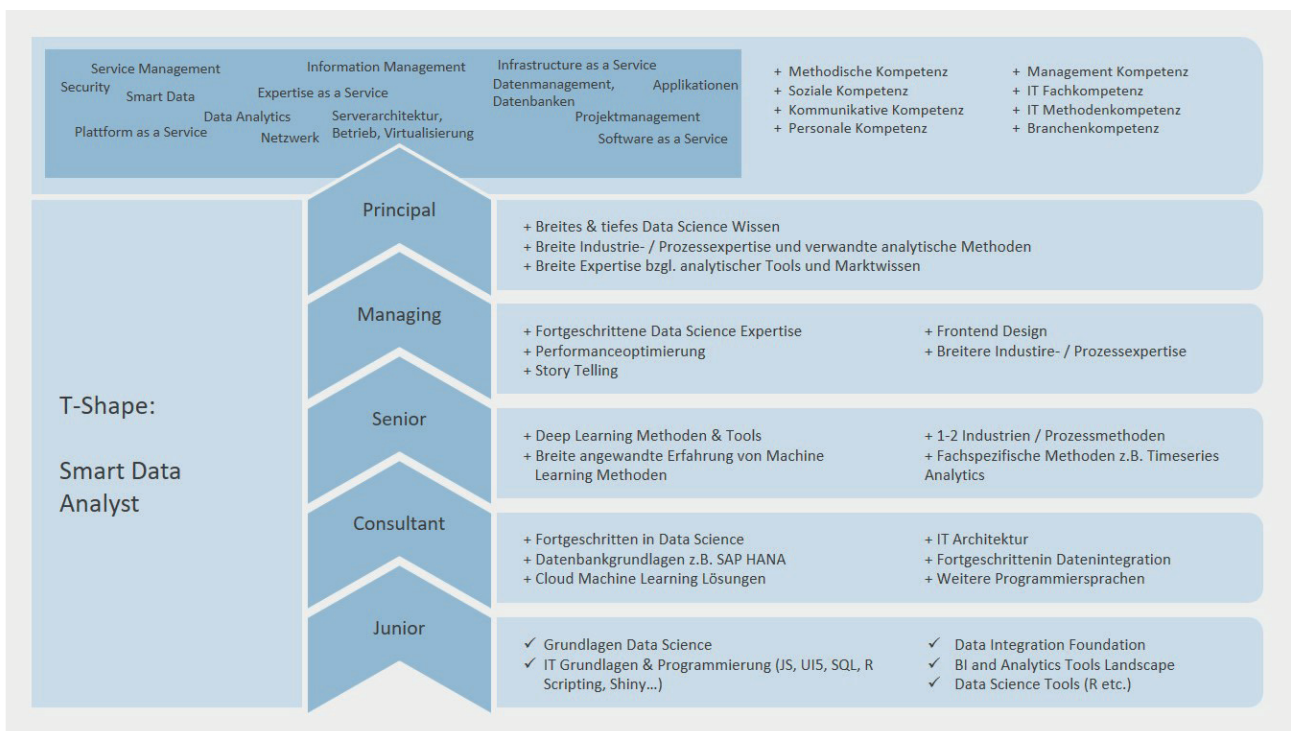 Service Management
Information Management
Infrastructure as a Service
Security
Smart Data
Expertise as a Service
Datenmanagement,
Datenbanken
Applikationen
Data Analytics
Serverarchitektur,
Betrieb, Virtualisierung
Projektmanagement
Plattform as a Service
Netzwerk
Software as a Service
+ Methodische Kompetenz
+ Soziale Kompetenz
+ Kommunikative Kompetenz
+ Personale Kompetenz
+ Management Kompetenz
+ IT Fachkompetenz
+ IT Methodenkompetenz
+ Branchenkompetenz
T-Shape:
Smart Data
Analyst
Principal
+ Breites & tiefes Data Science Wissen
+ Breite Industrie- / Prozessexpertise und verwandte analytische Methoden
+ Breite Expertise bzgl. analytischer Tools und Marktwissen
Managing
+ Fortgeschrittene Data Science Expertise
+ Performanceoptimierung
+ Story Telling
+ Frontend Design
+ Breitere Industire- / Prozessexpertise
Senior
+ Deep Learning Methoden & Tools
+ Breite angewandte Erfahrung von Machine
Learning Methoden
+ 1-2 Industrien / Prozessmethoden
+ Fachspezifische Methoden z.B. Timeseries
Analytics
Consultant
+ Fortgeschritten in Data Science
+ Datenbankgrundlagen z.B. SAP HANA
+ Cloud Machine Learning Lösungen
+ IT Architektur
+ Fortgeschrittenin Datenintegration
+ Weitere Programmiersprachen
Junior
✓ Grundlagen Data Science
✓ IT Grundlagen & Programmierung (JS, UI5, SQL, R
Scripting, Shiny…)
✓ Data Integration Foundation
✓ BI and Analytics Tools Landscape
✓ Data Science Tools (R etc.)